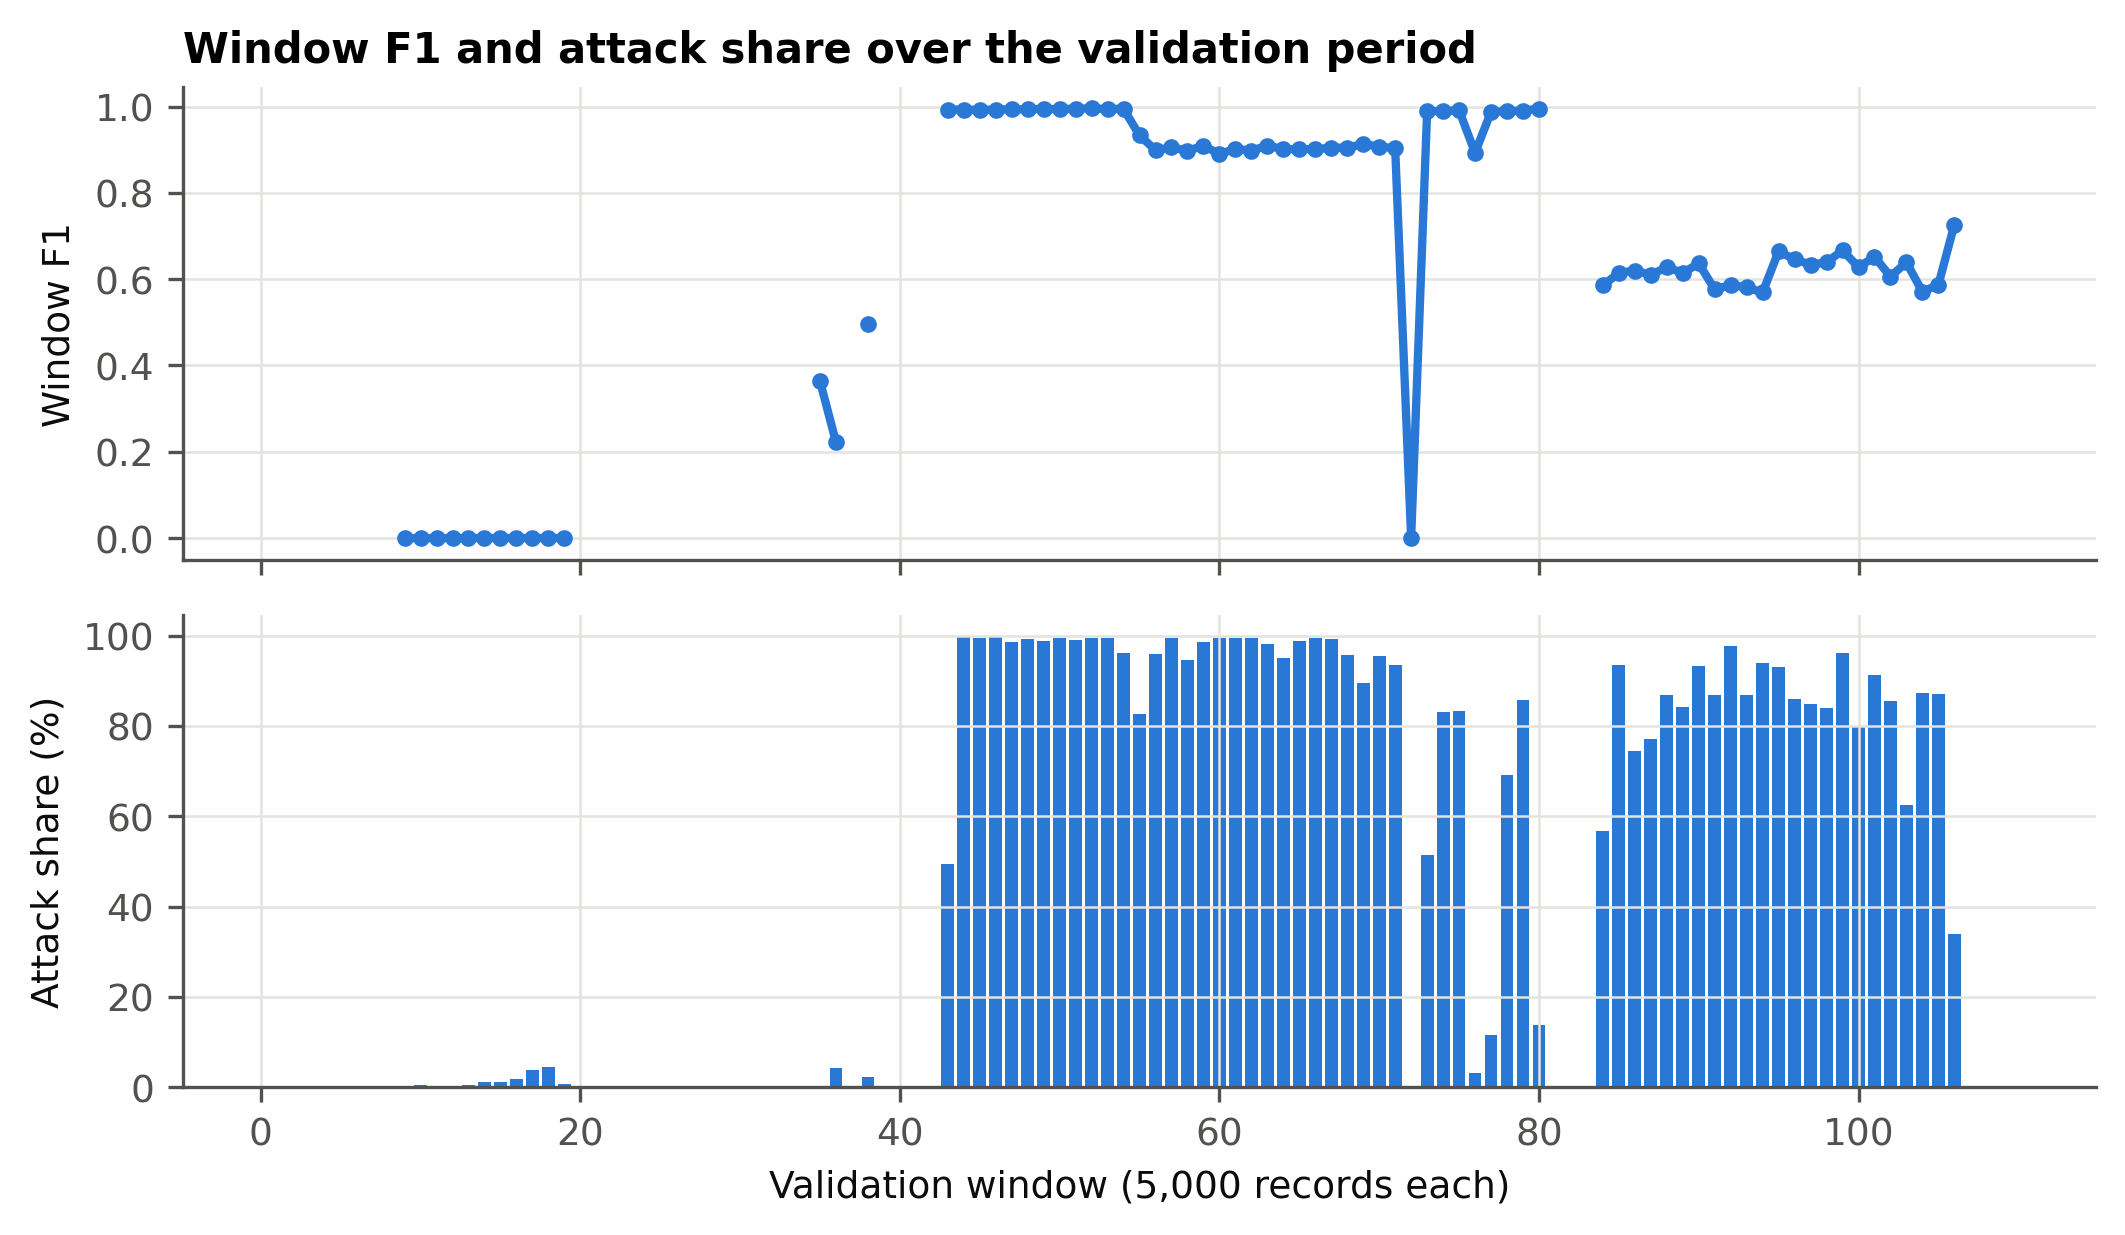 Window F1 and attack share over the validation period
1.0
0.8
0.6
0.4
0.2
0.0
Window F1
100
80
60
40
20
0
Attack share (%)
0 20 40 60 80 100
Validation window (5,000 records each)